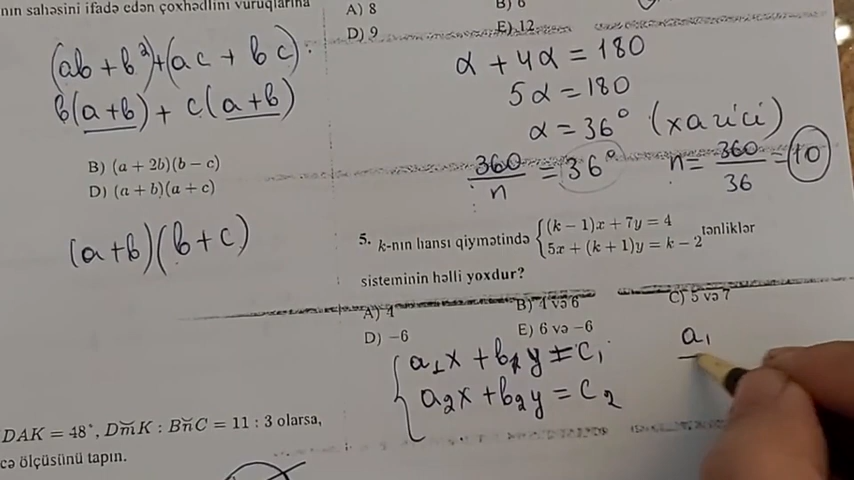 nın sahəsini ifadə edən çoxhədlini vuruqlarına
(ab + b²)+(ac + bc)
b(a+b) + c(a+b)
B) (a + 2b)(b − c)
D) (a + b)(a + c)
(a+b)(b+c)
DAK = 48°, DmK : BnC = 11 : 3 olarsa,
cə ölçüsünü tapın.
A) 8
D) 9
E) 12
α + 4α = 180
5α = 180
α = 36° (xarici)
360/n = 36° n = 360/36 = 10
5. k-nın hansı qiymətində {(k − 1)x + 7y = 4
5x + (k + 1)y = k − 2 tənliklər
sisteminin həlli yoxdur?
A) 4 B) 4 və 6 C) 5 və 7
D) −6 E) 6 və −6
a₁x + b₁y = c₁
a₂x + b₂y = c₂
a₁